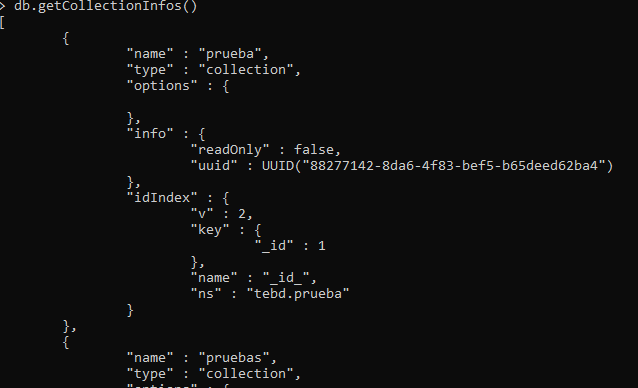 > db.getCollectionInfos()
[
{
"name" : "prueba",
"type" : "collection",
"options" : {
},
"info" : {
"readOnly" : false,
"uuid" : UUID("88277142-8da6-4f83-bef5-b65deed62ba4")
},
"idIndex" : {
"v" : 2,
"key" : {
"_id" : 1
},
"name" : "_id_",
"ns" : "tebd.prueba"
}
},
{
"name" : "pruebas",
"type" : "collection",
"options" : {